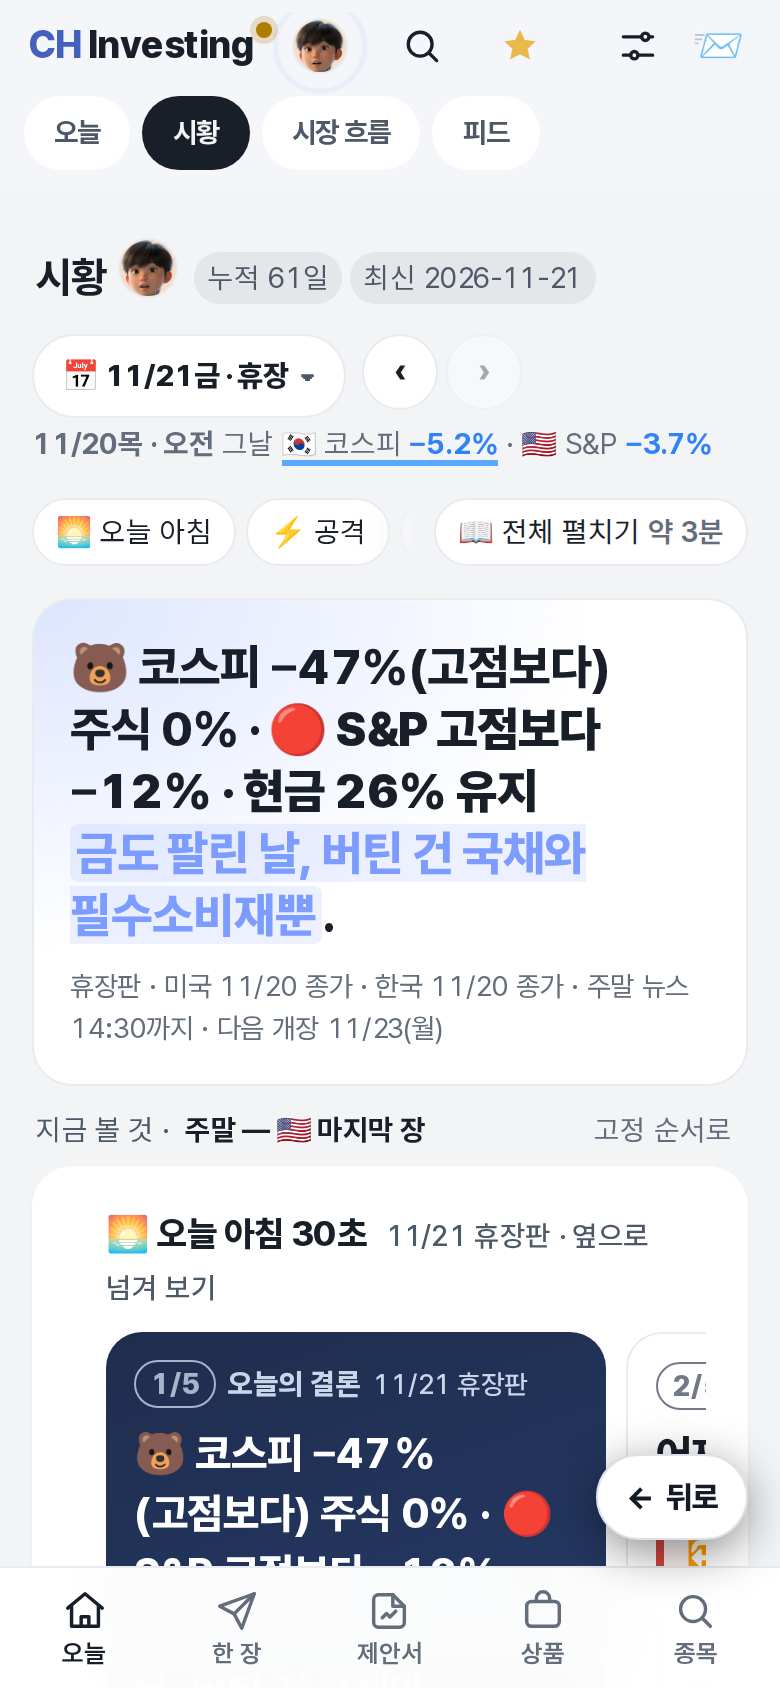 CH Investing
오늘 시황 시장 흐름 피드
시황 누적 61일 최신 2026-11-21
11/21금 · 휴장
11/20목 · 오전 그날 🇰🇷 코스피 −5.2% · 🇺🇸 S&P −3.7%
🌅 오늘 아침 ⚡ 공격 📖 전체 펼치기 약 3분
🐻 코스피 −47%(고점보다)
주식 0% · 🔴 S&P 고점보다
−12% · 현금 26% 유지
금도 팔린 날, 버틴 건 국채와
필수소비재뿐.
휴장판 · 미국 11/20 종가 · 한국 11/20 종가 · 주말 뉴스
14:30까지 · 다음 개장 11/23(월)
지금 볼 것 · 주말 — 🇺🇸 마지막 장 고정 순서로
🌅 오늘 아침 30초 11/21 휴장판 · 옆으로
넘겨 보기
1/5 오늘의 결론 11/21 휴장판
2/
🐻 코스피 −47%
(고점보다) 주식 0% · 🔴
← 뒤로
오늘 한 장 제안서 상품 종목